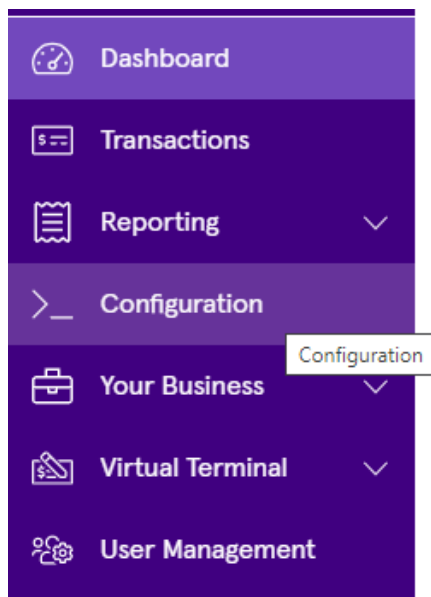 Dashboard
Transactions
Reporting
Configuration
Configuration
Your Business
Virtual Terminal
User Management